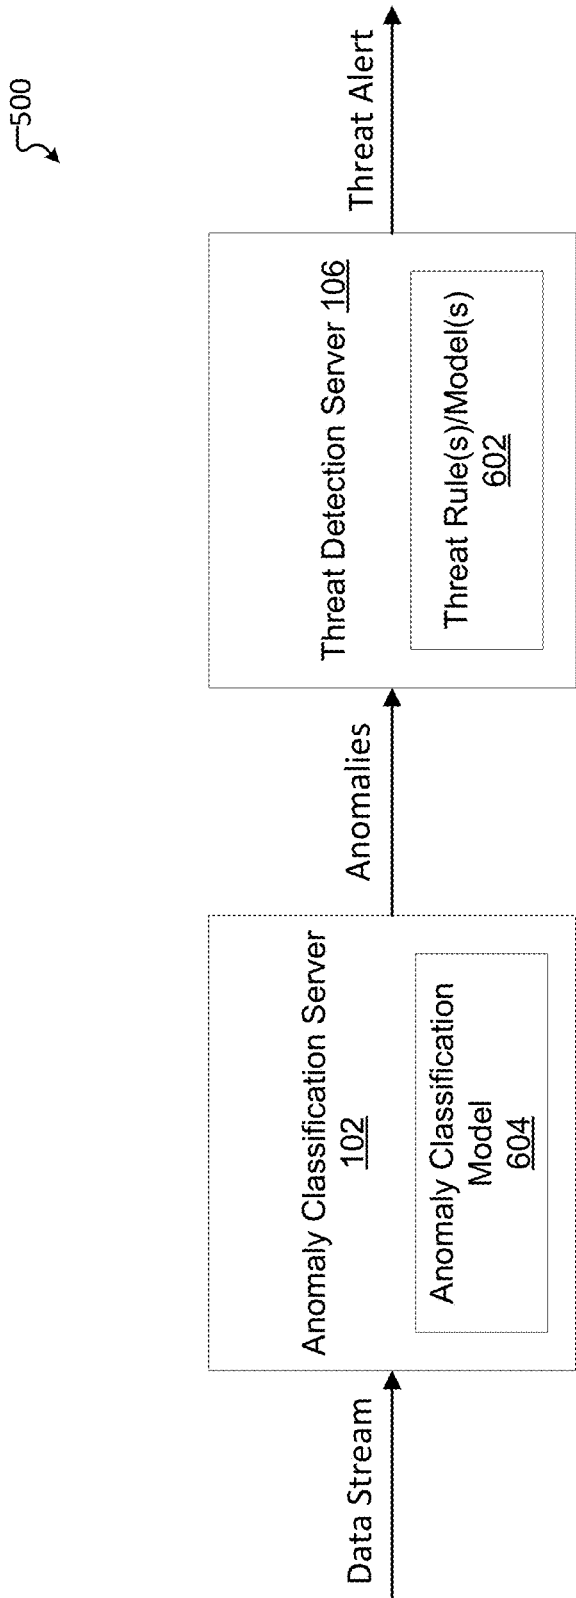 500
Data Stream
Anomaly Classification Server
102
Anomaly Classification
Model
604
Anomalies
Threat Detection Server 106
Threat Rule(s)/Model(s)
602
Threat Alert